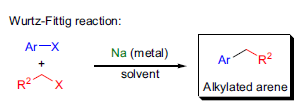 Wurtz-Fittig reaction:
Ar–X
+
R² X
Na (metal)
solvent
Ar R²
Alkylated arene